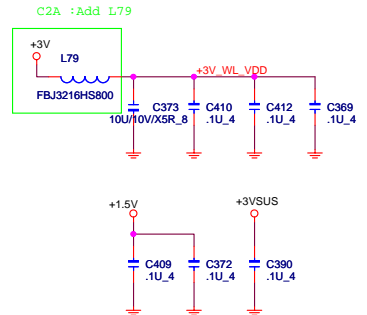 C2A :Add L79
+3V
L79
FBJ3216HS800
+3V_WL_VDD
C373
10U/10V/X5R_8
C410
.1U_4
C412
.1U_4
C369
.1U_4
+1.5V
+3VSUS
C409
.1U_4
C372
.1U_4
C390
.1U_4